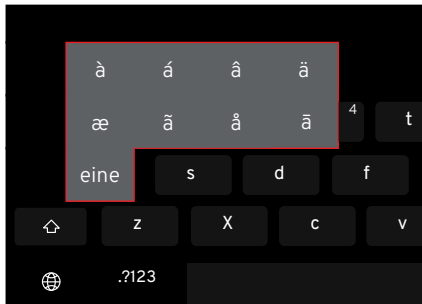 à á â ä
4
æ ã å ā t
eine s d f
z X c v
.?123